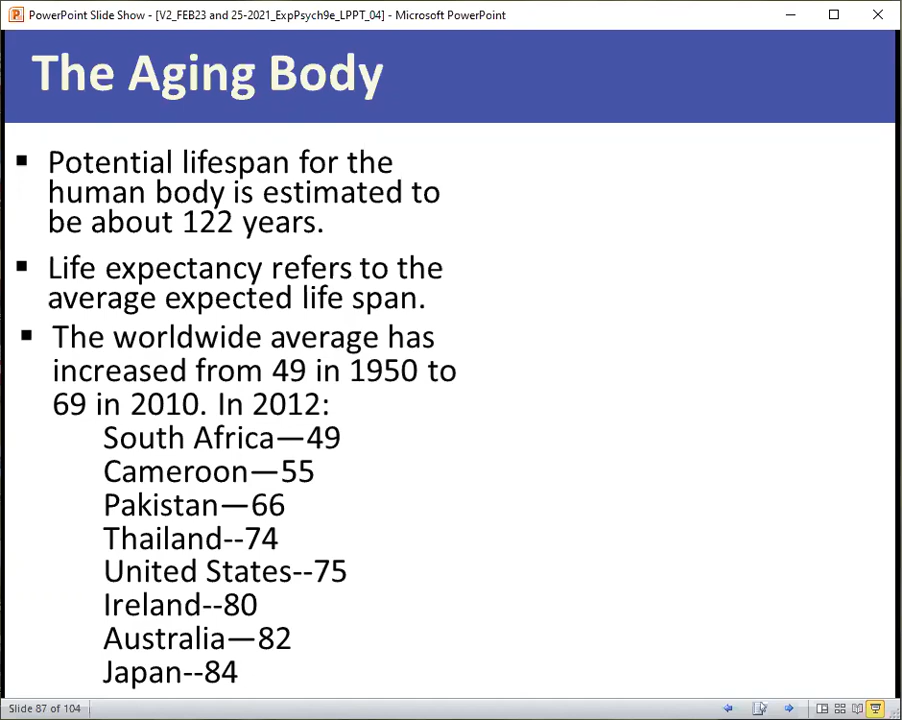 PowerPoint Slide Show - [V2_FEB23 and 25-2021_ExpPsych9e_LPPT_04] - Microsoft PowerPoint
The Aging Body
▪ Potential lifespan for the
human body is estimated to
be about 122 years.
▪ Life expectancy refers to the
average expected life span.
▪ The worldwide average has
increased from 49 in 1950 to
69 in 2010. In 2012:
South Africa—49
Cameroon—55
Pakistan—66
Thailand--74
United States--75
Ireland--80
Australia—82
Japan--84
Slide 87 of 104